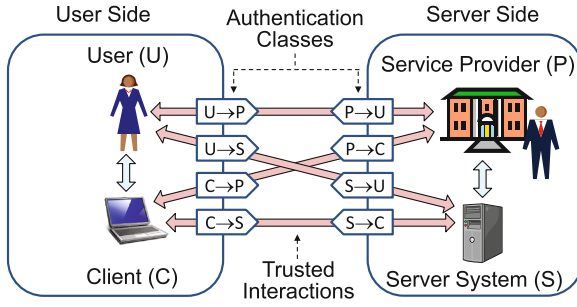 User Side
Authentication
Classes
Server Side
User (U)
Service Provider (P)
U→P
P→U
U→S
P→C
C→P
S→U
C→S
S→C
Client (C)
Trusted
Interactions
Server System (S)